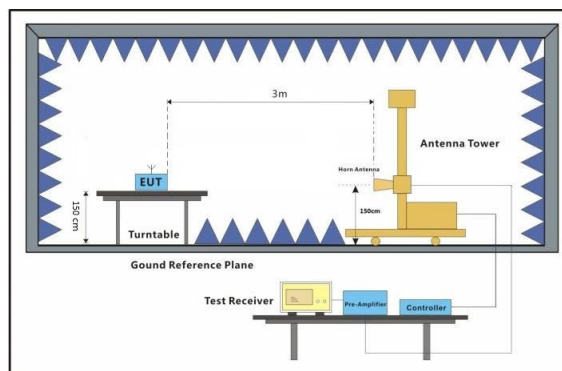 3m
Antenna Tower
Horn Antenna
EUT
150 cm
150cm
Turntable
Gound Reference Plane
Test Receiver
Pre-Amplifier
Controller